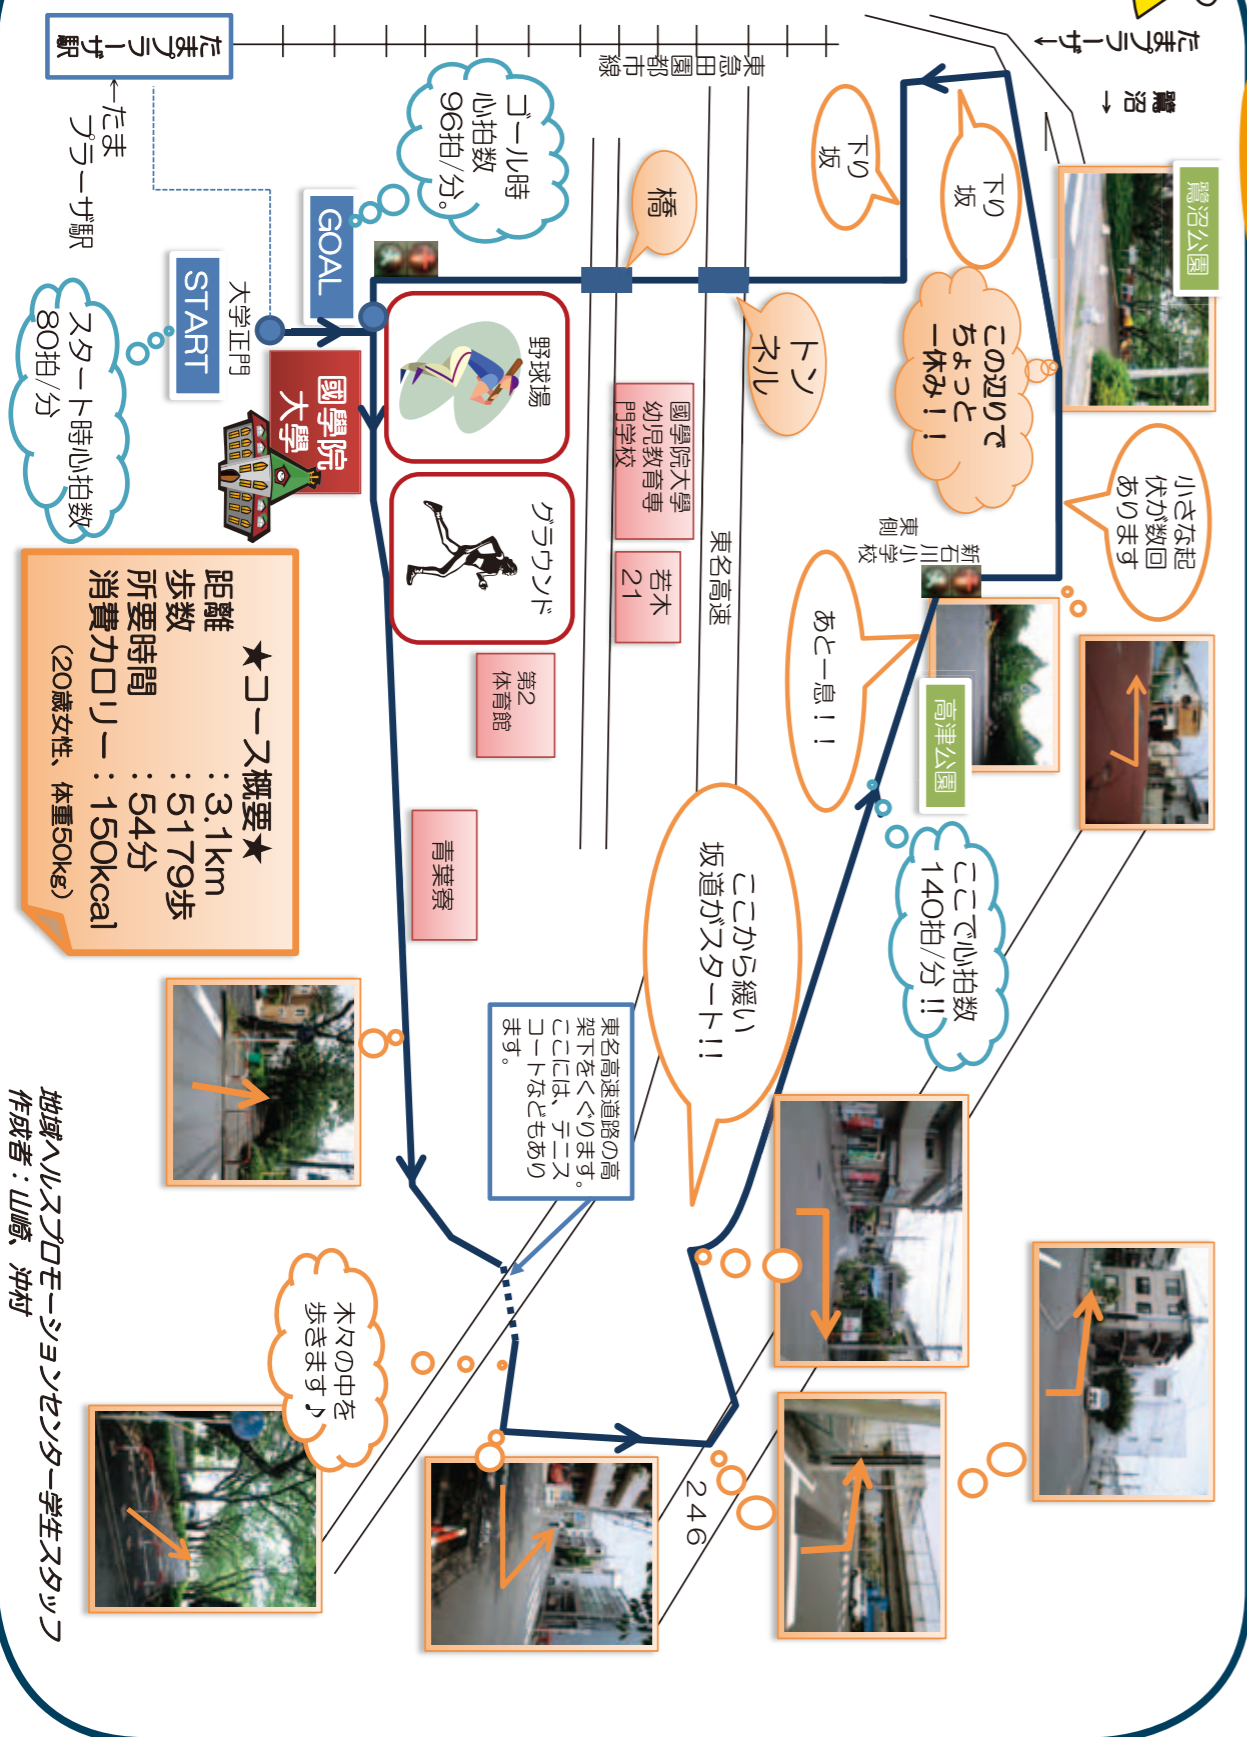 たまプラーザ→
鷺沼
→
鷺沼公園
小さな起
伏が数回
あります
下り
坂
この辺りで
ちょっと
一休み！！
新
石川小学校
東
側
高津公園
下り
坂
あと一息！！
ここで心拍数
140拍/分!!
東急田園都市線
橋
トン
ネル
東名高速
國學院大學
幼児教育専
門学校
若木
21
ここから緩い
坂道がスタート!!
246
ゴール時
心拍数
96拍/分。
野球場
グラウンド
第2
体育館
青葉寮
東名高速道路の高
架下をくぐります。
ここには、テニス
コートなどもあり
ます。
GOAL
たまプラーザ
駅
←たま
プラーザ駅
START
大学正門
國學院
大學
スタート時心拍数
80拍/分
木々の中を
歩きます♪
★コース概要★
距離：3.1km
歩数：5179歩
所要時間：54分
消費カロリー：150kcal
（20歳女性、体重50kg）
地域ヘルスプロモーションセンター学生スタッフ
作成者：山崎、沖村